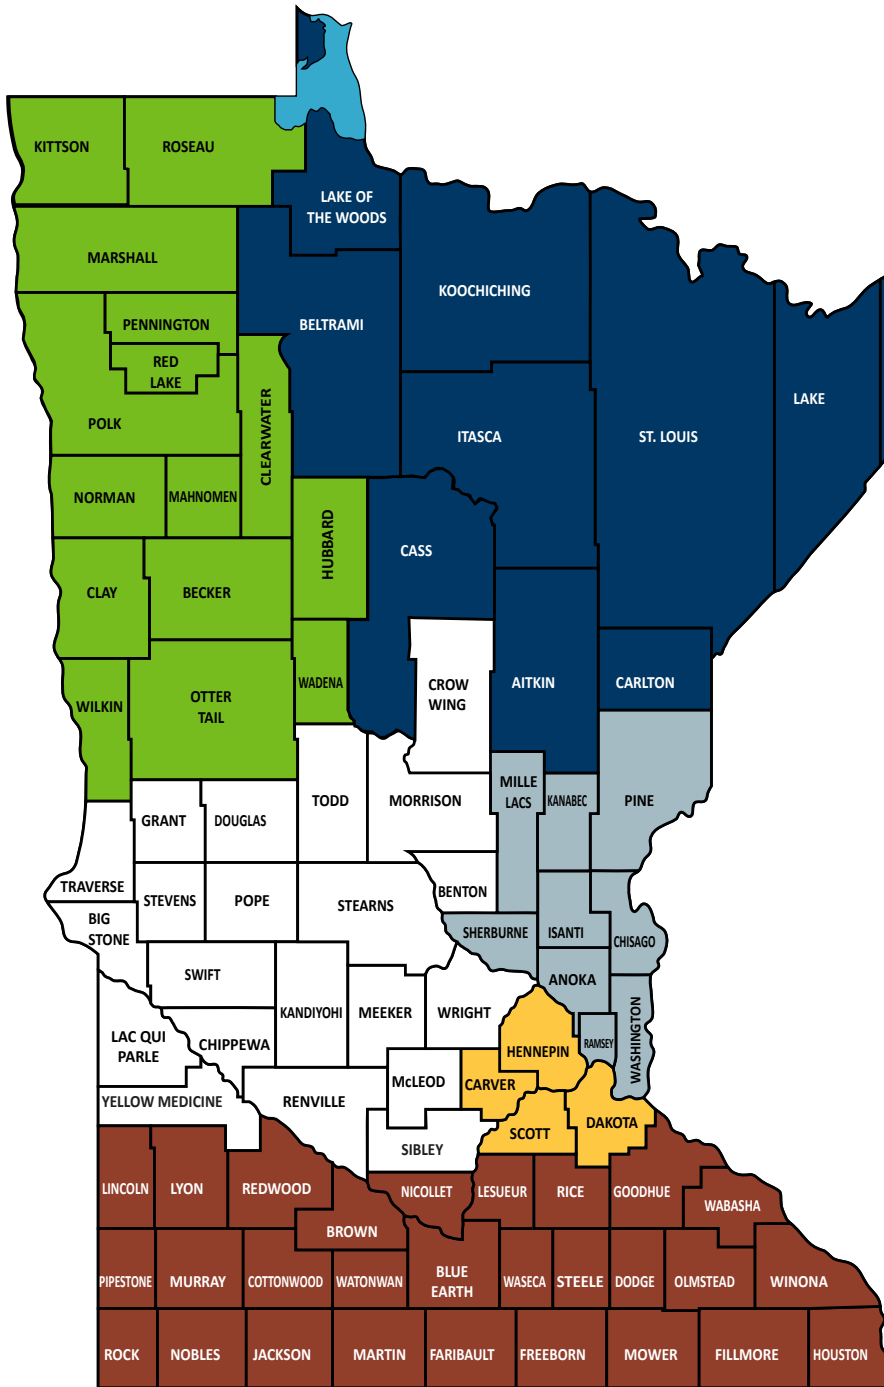 KITTSON
ROSEAU
LAKE OF
THE WOODS
MARSHALL
KOOCHICHING
PENNINGTON
BELTRAMI
RED
LAKE
LAKE
POLK
CLEARWATER
ITASCA
ST. LOUIS
NORMAN
MAHNOMEN
HUBBARD
CASS
CLAY
BECKER
WILKIN
OTTER
TAIL
WADENA
CROW
WING
AITKIN
CARLTON
GRANT
DOUGLAS
TODD
MORRISON
MILLE
LACS
KANABEC
PINE
TRAVERSE
STEVENS
POPE
STEARNS
BENTON
BIG
STONE
SHERBURNE
ISANTI
CHISAGO
SWIFT
KANDIYOHI
MEEKER
WRIGHT
ANOKA
WASHINGTON
LAC QUI
PARLE
CHIPPEWA
HENNEPIN
RAMSEY
YELLOW MEDICINE
RENVILLE
McLEOD
CARVER
SIBLEY
SCOTT
DAKOTA
LINCOLN
LYON
REDWOOD
NICOLLET
LESUEUR
RICE
GOODHUE
WABASHA
BROWN
PIPESTONE
MURRAY
COTTONWOOD
WATONWAN
BLUE
EARTH
WASECA
STEELE
DODGE
OLMSTEAD
WINONA
ROCK
NOBLES
JACKSON
MARTIN
FARIBAULT
FREEBORN
MOWER
FILLMORE
HOUSTON